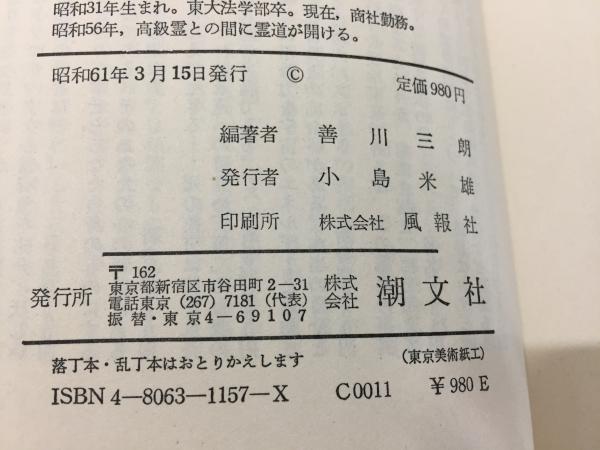 昭和31年生まれ。東大法学部卒。現在，商社勤務。
昭和56年，高級霊との間に霊道が開ける。
昭和61年3月15日発行 © 定価980円
編著者 善川三朗
発行者 小島米雄
印刷所 株式会社 風報社
発行所 〒162
東京都新宿区市谷田町2―31
電話東京 (267) 7181 (代表)
振替・東京4―69107
株式会社 潮文社
落丁本・乱丁本はおとりかえします (東京美術紙工)
ISBN 4―8063―1157―X C0011 ￥980 E